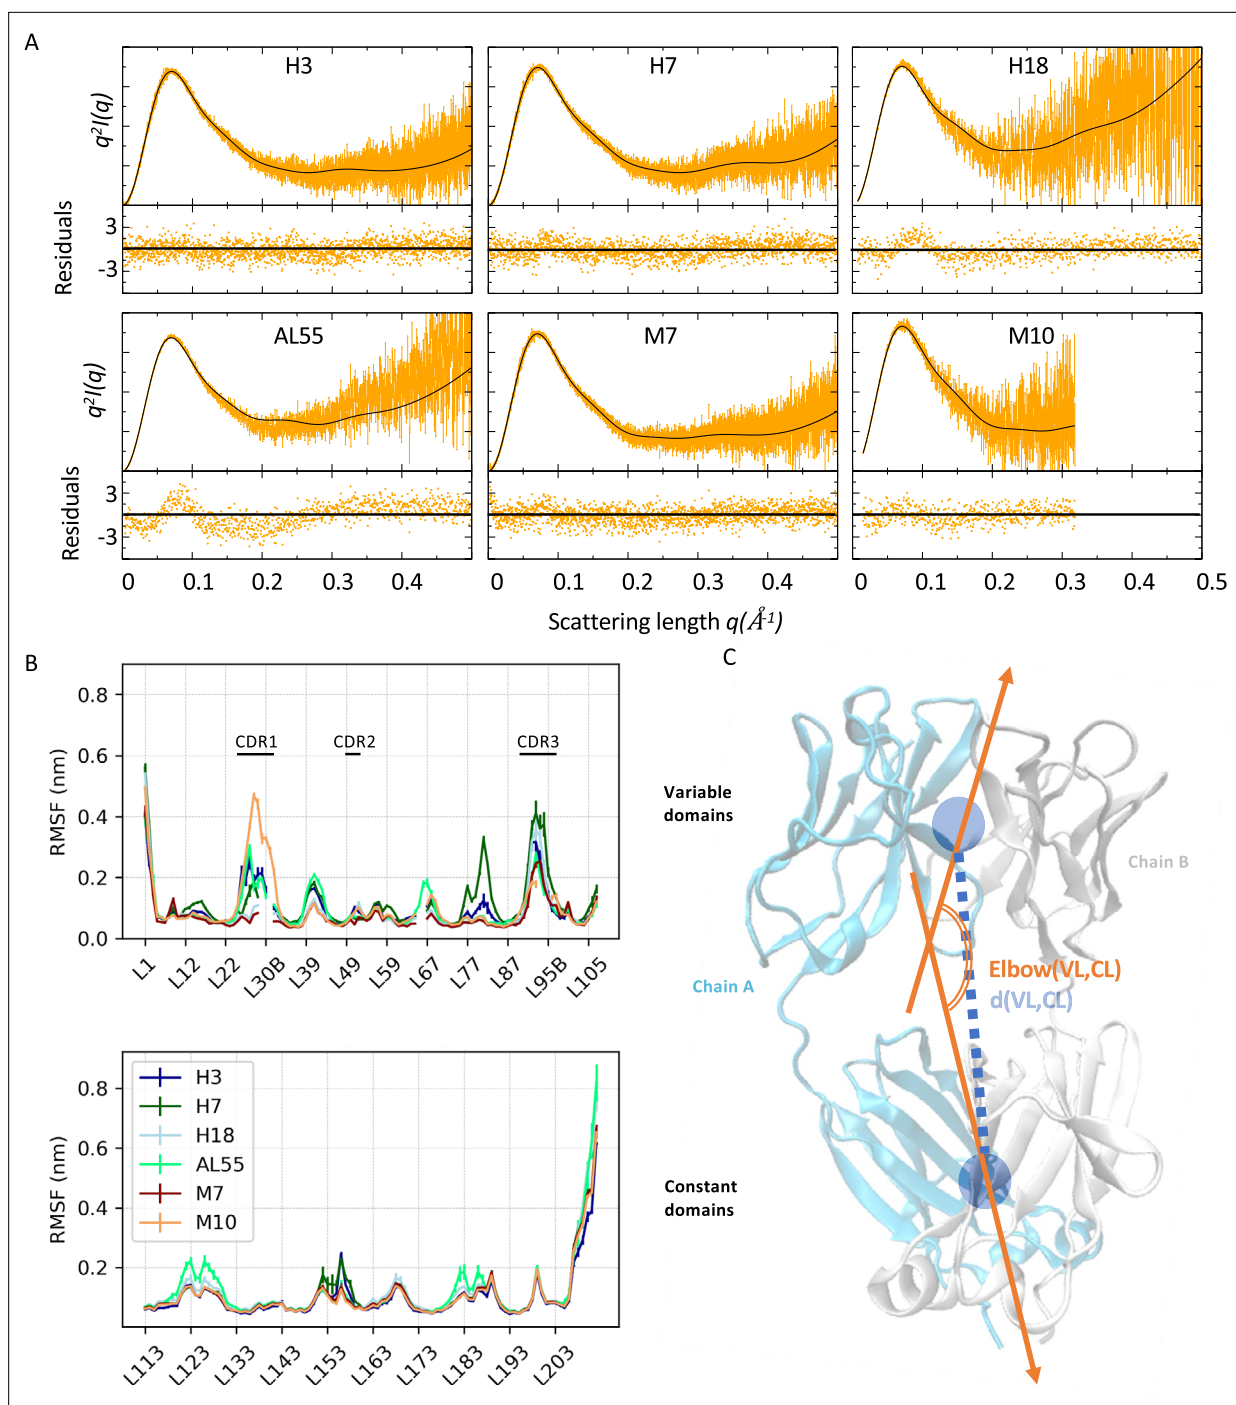 A
H3
H7
H18
q²I(q)
Residuals
3
-3
AL55
M7
M10
q²I(q)
Residuals
3
-3
0 0.1 0.2 0.3 0.4 0 0.1 0.2 0.3 0.4 0 0.1 0.2 0.3 0.4 0.5
Scattering length q(Å⁻¹)
B
RMSF (nm)
0.8
0.6
0.4
0.2
0.0
CDR1 CDR2 CDR3
L1 L12 L22 L30B L39 L49 L59 L67 L77 L87 L95B L105
RMSF (nm)
0.8
0.6
0.4
0.2
H3
H7
H18
AL55
M7
M10
L113 L123 L133 L143 L153 L163 L173 L183 L193 L203
C
Variable
domains
Chain B
Chain A
Elbow(VL,CL)
d(VL,CL)
Constant
domains